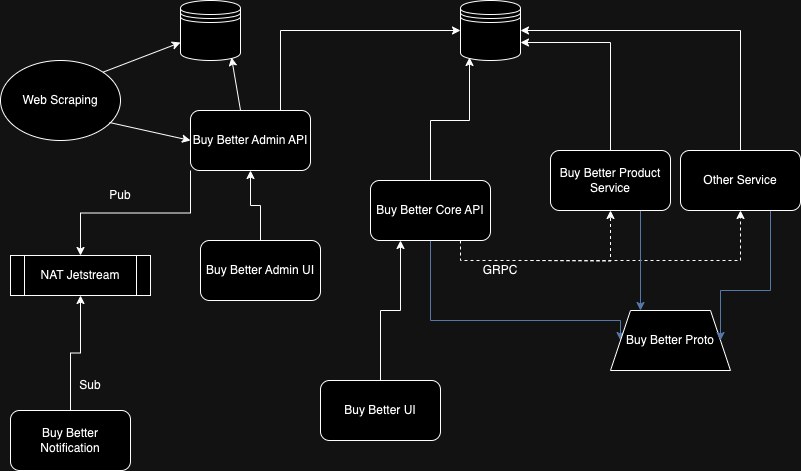 Web Scraping
Buy Better Admin API
Buy Better Product
Service
Other Service
Pub
Buy Better Core API
NAT Jetstream
Buy Better Admin UI
GRPC
Buy Better Proto
Sub
Buy Better UI
Buy Better
Notification